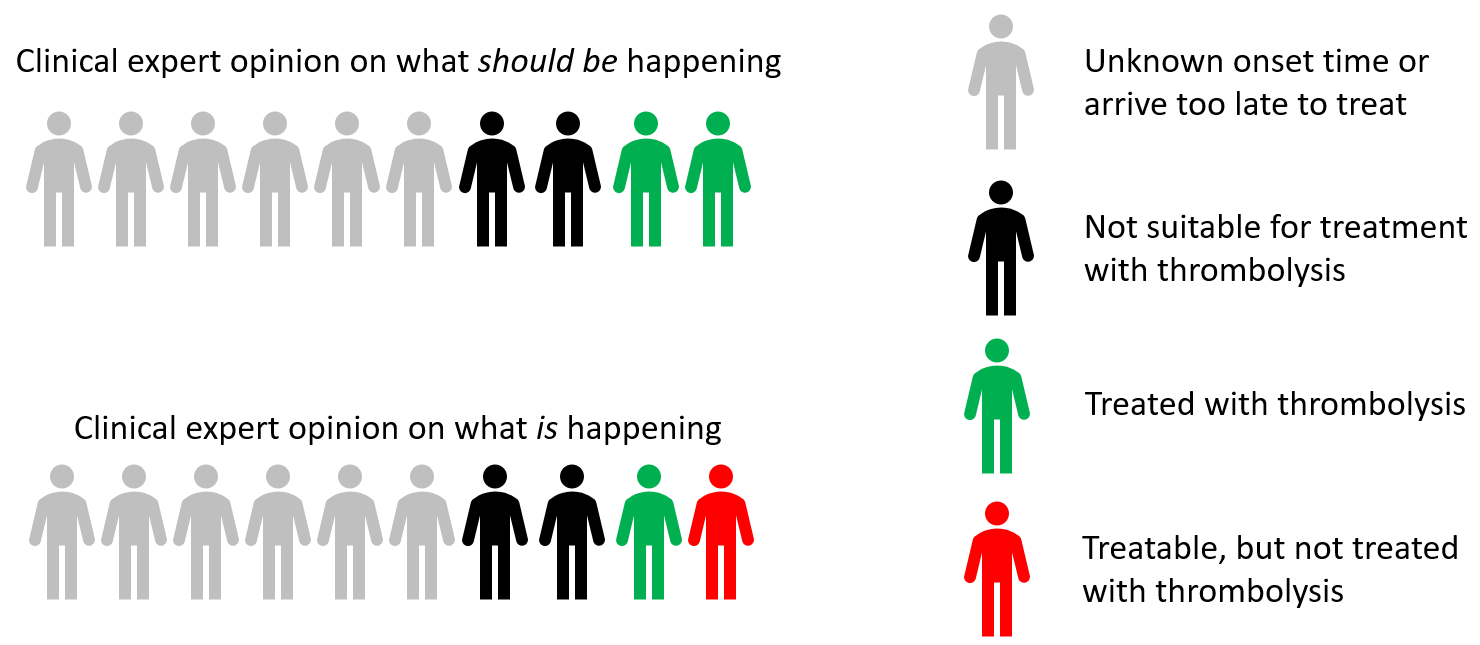 Clinical expert opinion on what should be happening
Unknown onset time or
arrive too late to treat
Not suitable for treatment
with thrombolysis
Treated with thrombolysis
Clinical expert opinion on what is happening
Treatable, but not treated
with thrombolysis